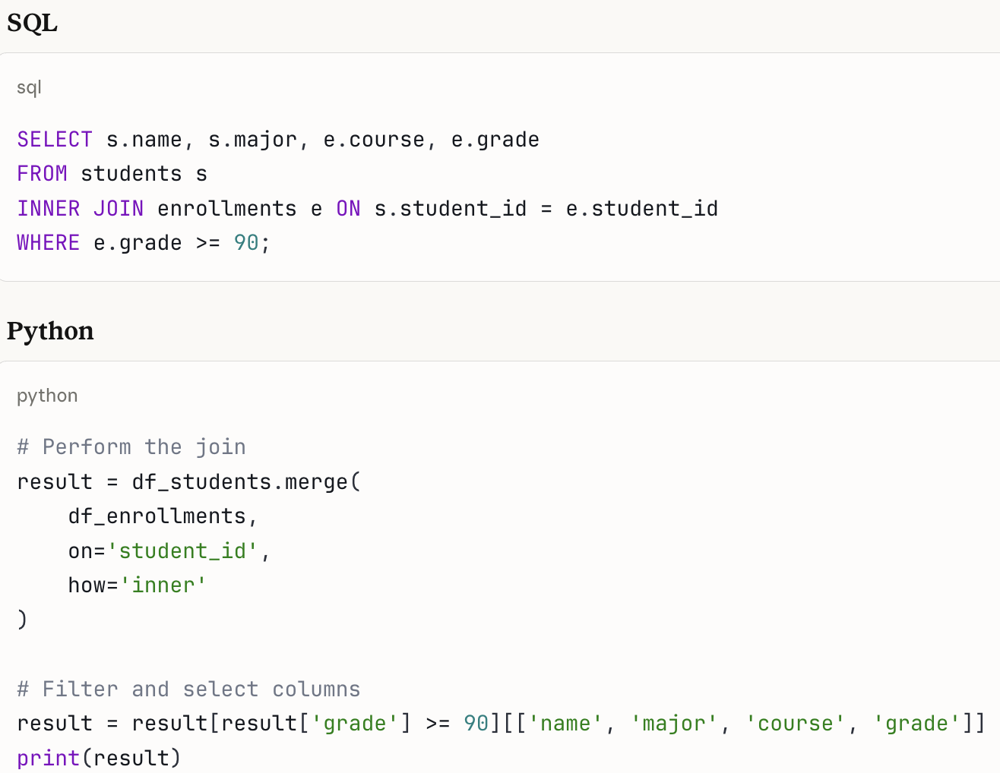 SQL
sql
SELECT s.name, s.major, e.course, e.grade
FROM students s
INNER JOIN enrollments e ON s.student_id = e.student_id
WHERE e.grade >= 90;
Python
python
# Perform the join
result = df_students.merge(
    df_enrollments,
    on='student_id',
    how='inner'
)
# Filter and select columns
result = result[result['grade'] >= 90][['name', 'major', 'course', 'grade']]
print(result)